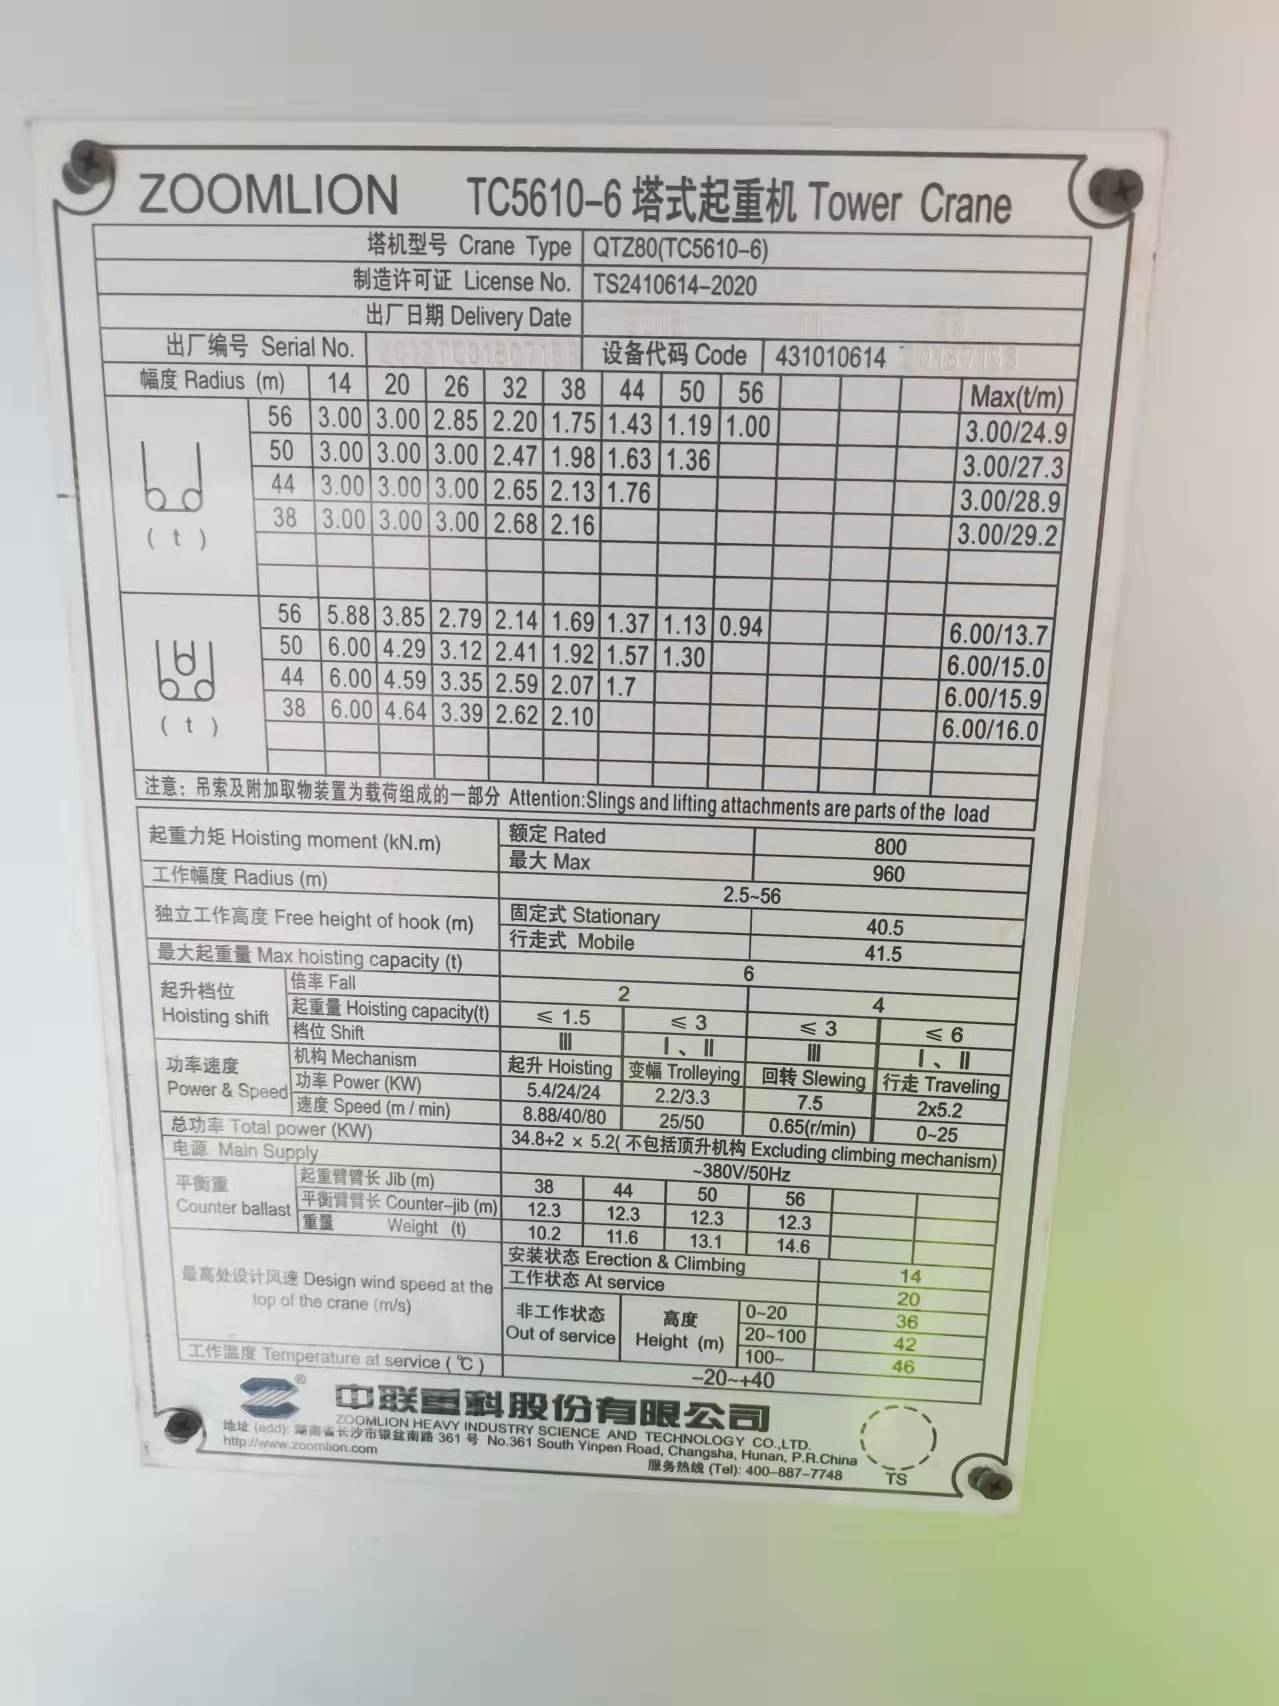 ZOOMLION TC5610-6 塔式起重机 Tower Crane
塔机型号 Crane Type QTZ80(TC5610-6)
制造许可证 License No. TS2410614-2020
出厂日期 Delivery Date
出厂编号 Serial No. 设备代码 Code 431010614
幅度 Radius (m) 14 20 26 32 38 44 50 56 Max(t/m)
56 3.00 3.00 2.85 2.20 1.75 1.43 1.19 1.00 3.00/24.9
50 3.00 3.00 3.00 2.47 1.98 1.63 1.36 3.00/27.3
44 3.00 3.00 3.00 2.65 2.13 1.76 3.00/28.9
38 3.00 3.00 3.00 2.68 2.16 3.00/29.2
( t )
56 5.88 3.85 2.79 2.14 1.69 1.37 1.13 0.94 6.00/13.7
50 6.00 4.29 3.12 2.41 1.92 1.57 1.30 6.00/15.0
44 6.00 4.59 3.35 2.59 2.07 1.7 6.00/15.9
38 6.00 4.64 3.39 2.62 2.10 6.00/16.0
( t )
注意：吊索及附加取物装置为载荷组成的一部分 Attention:Slings and lifting attachments are parts of the load
起重力矩 Hoisting moment (kN.m) 额定 Rated 800
最大 Max 960
工作幅度 Radius (m) 2.5~56
独立工作高度 Free height of hook (m) 固定式 Stationary 40.5
行走式 Mobile 41.5
最大起重量 Max hoisting capacity (t) 6
起升档位 Hoisting shift 倍率 Fall 2 4
起重量 Hoisting capacity(t) ≤ 1.5 ≤ 3 ≤ 3 ≤ 6
档位 Shift Ⅲ Ⅰ、Ⅱ Ⅲ Ⅰ、Ⅱ
功率速度 Power & Speed 机构 Mechanism 起升 Hoisting 变幅 Trolleying 回转 Slewing 行走 Traveling
功率 Power (KW) 5.4/24/24 2.2/3.3 7.5 2x5.2
速度 Speed (m / min) 8.88/40/80 25/50 0.65(r/min) 0~25
总功率 Total power (KW) 34.8+2 × 5.2( 不包括顶升机构 Excluding climbing mechanism)
电源 Main Supply ~380V/50Hz
平衡重 Counter ballast 起重臂臂长 Jib (m) 38 44 50 56
平衡臂臂长 Counter-jib (m) 12.3 12.3 12.3 12.3
重量 Weight (t) 10.2 11.6 13.1 14.6
最高处设计风速 Design wind speed at the top of the crane (m/s) 安装状态 Erection & Climbing 14
工作状态 At service 20
非工作状态 Out of service 高度 Height (m) 0~20 36
20~100 42
100~ 46
工作温度 Temperature at service ( ℃ ) -20~+40
® 中联重科股份有限公司
ZOOMLION HEAVY INDUSTRY SCIENCE AND TECHNOLOGY CO.,LTD.
地址 (add): 湖南省长沙市银盆南路 361 号 No.361 South Yinpen Road, Changsha, Hunan, P.R.China
http://www.zoomlion.com 服务热线 (Tel): 400-887-7748
TS